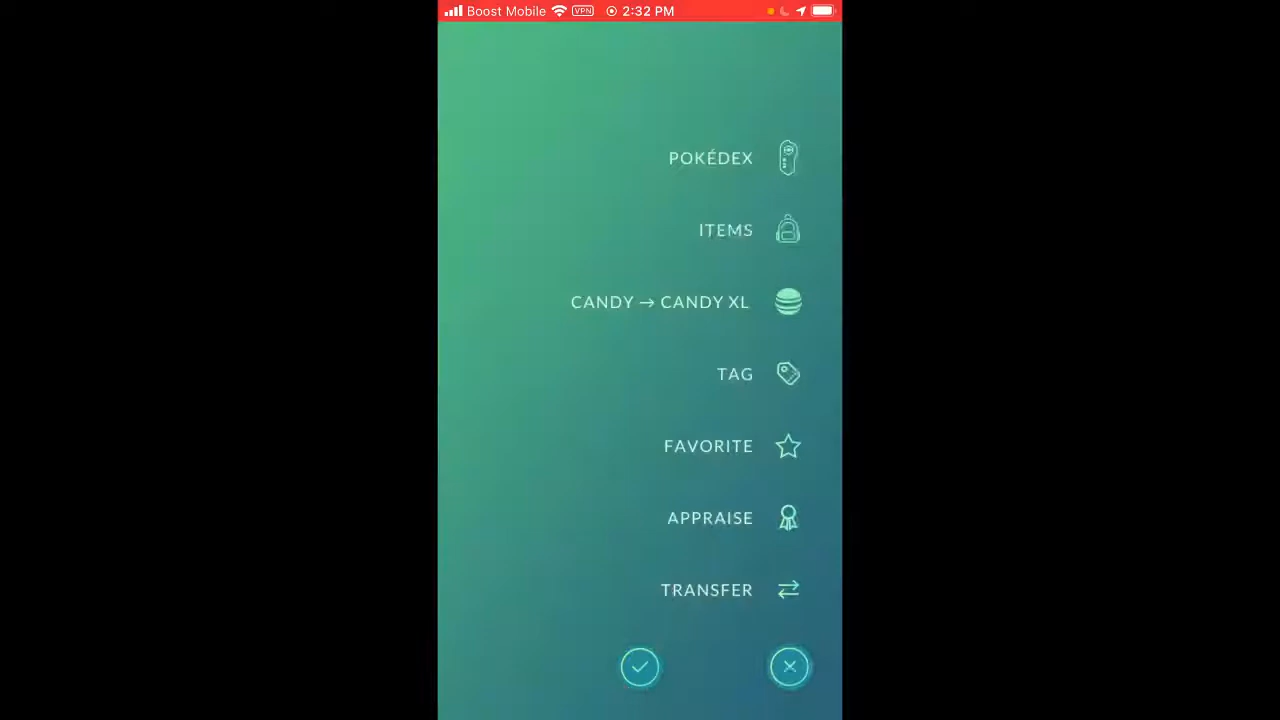 Boost Mobile VPN 2:32 PM
POKÉDEX
ITEMS
CANDY → CANDY XL
TAG
FAVORITE
APPRAISE
TRANSFER